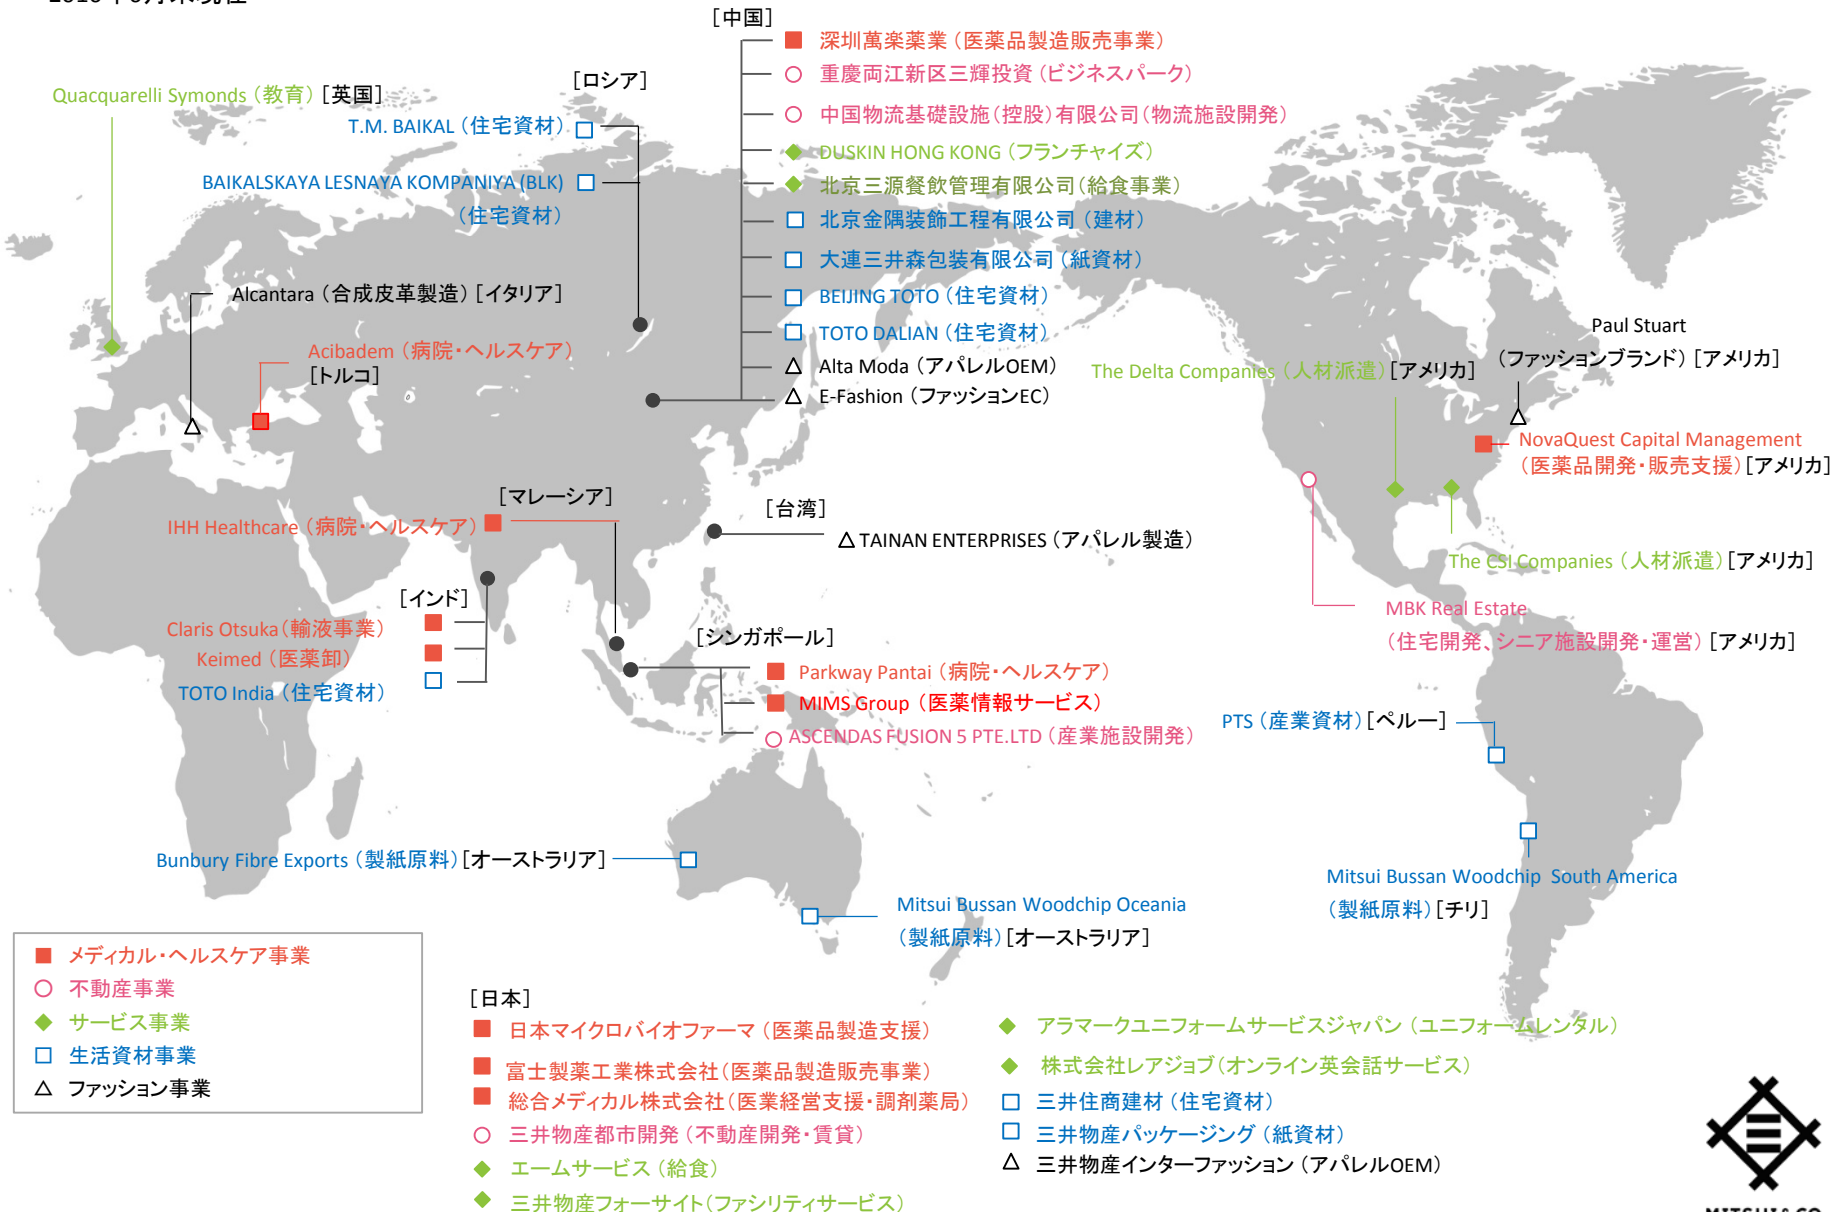 [中国]
深圳萬楽薬業（医薬品製造販売事業）
重慶両江新区三輝投資（ビジネスパーク）
中国物流基礎設施（控股）有限公司（物流施設開発）
DUSKIN HONG KONG（フランチャイズ）
北京三源餐飲管理有限公司（給食事業）
北京金隅装飾工程有限公司（建材）
大連三井森包装有限公司（紙資材）
BEIJING TOTO（住宅資材）
TOTO DALIAN（住宅資材）
Alta Moda（アパレルOEM）
E-Fashion（ファッションEC）
Quacquarelli Symonds（教育）[英国]
[ロシア]
T.M. BAIKAL（住宅資材）
BAIKALSKAYA LESNAYA KOMPANIYA (BLK)
（住宅資材）
Alcantara（合成皮革製造）[イタリア]
Acibadem（病院・ヘルスケア）
[トルコ]
Paul Stuart
（ファッションブランド）[アメリカ]
The Delta Companies（人材派遣）[アメリカ]
NovaQuest Capital Management
（医薬品開発・販売支援）[アメリカ]
[マレーシア]
IHH Healthcare（病院・ヘルスケア）
[台湾]
TAINAN ENTERPRISES（アパレル製造）
The CSI Companies（人材派遣）[アメリカ]
[インド]
Claris Otsuka（輸液事業）
Keimed（医薬卸）
TOTO India（住宅資材）
MBK Real Estate
（住宅開発、シニア施設開発・運営）[アメリカ]
[シンガポール]
Parkway Pantai（病院・ヘルスケア）
MIMS Group（医薬情報サービス）
ASCENDAS FUSION 5 PTE.LTD（産業施設開発）
PTS（産業資材）[ペルー]
Bunbury Fibre Exports（製紙原料）[オーストラリア]
Mitsui Bussan Woodchip Oceania
（製紙原料）[オーストラリア]
Mitsui Bussan Woodchip South America
（製紙原料）[チリ]
メディカル・ヘルスケア事業
不動産事業
サービス事業
生活資材事業
ファッション事業
[日本]
日本マイクロバイオファーマ（医薬品製造支援）
富士製薬工業株式会社（医薬品製造販売事業）
総合メディカル株式会社（医業経営支援・調剤薬局）
三井物産都市開発（不動産開発・賃貸）
エームサービス（給食）
三井物産フォーサイト（ファシリティサービス）
アラマークユニフォームサービスジャパン（ユニフォームレンタル）
株式会社レアジョブ（オンライン英会話サービス）
三井住商建材（住宅資材）
三井物産パッケージング（紙資材）
三井物産インターファッション（アパレルOEM）